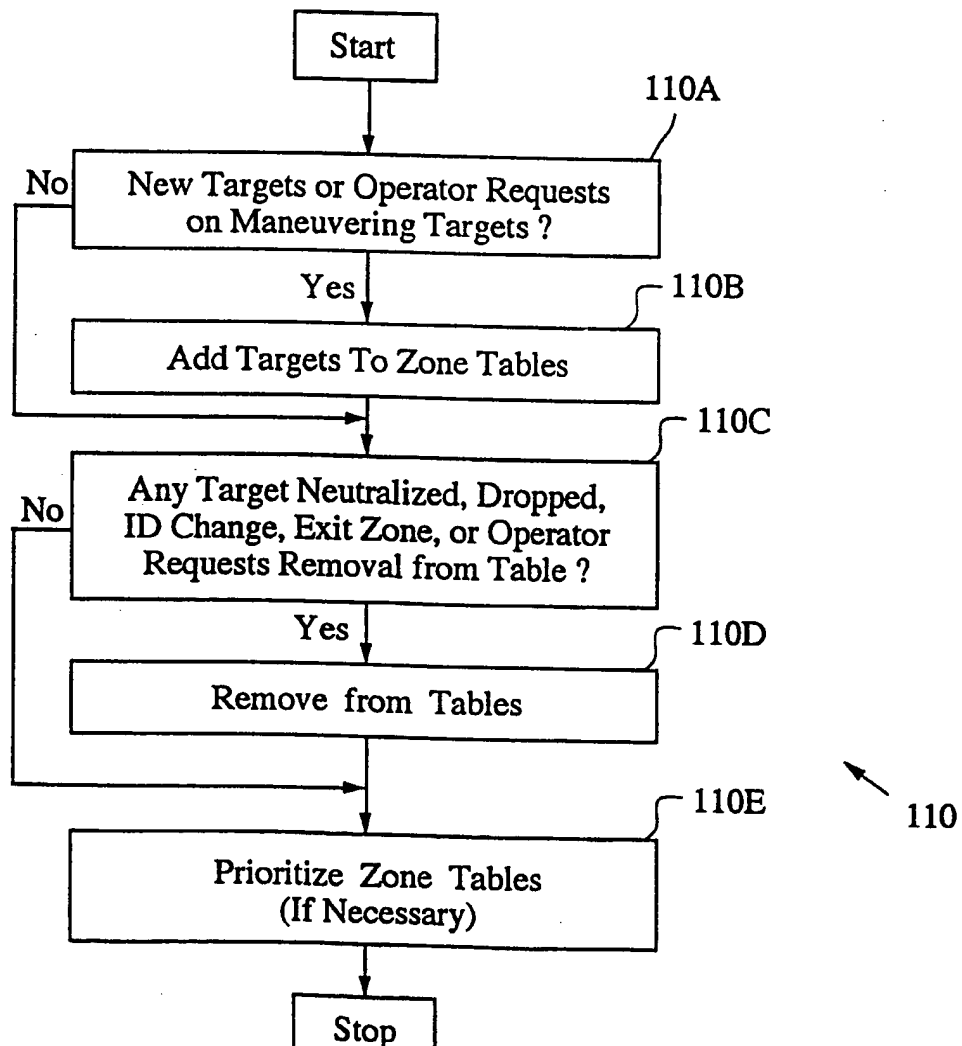 Start
110A
No
New Targets or Operator Requests
on Maneuvering Targets ?
Yes
110B
Add Targets To Zone Tables
110C
No
Any Target Neutralized, Dropped,
ID Change, Exit Zone, or Operator
Requests Removal from Table ?
Yes
110D
Remove from Tables
110E
110
Prioritize Zone Tables
(If Necessary)
Stop